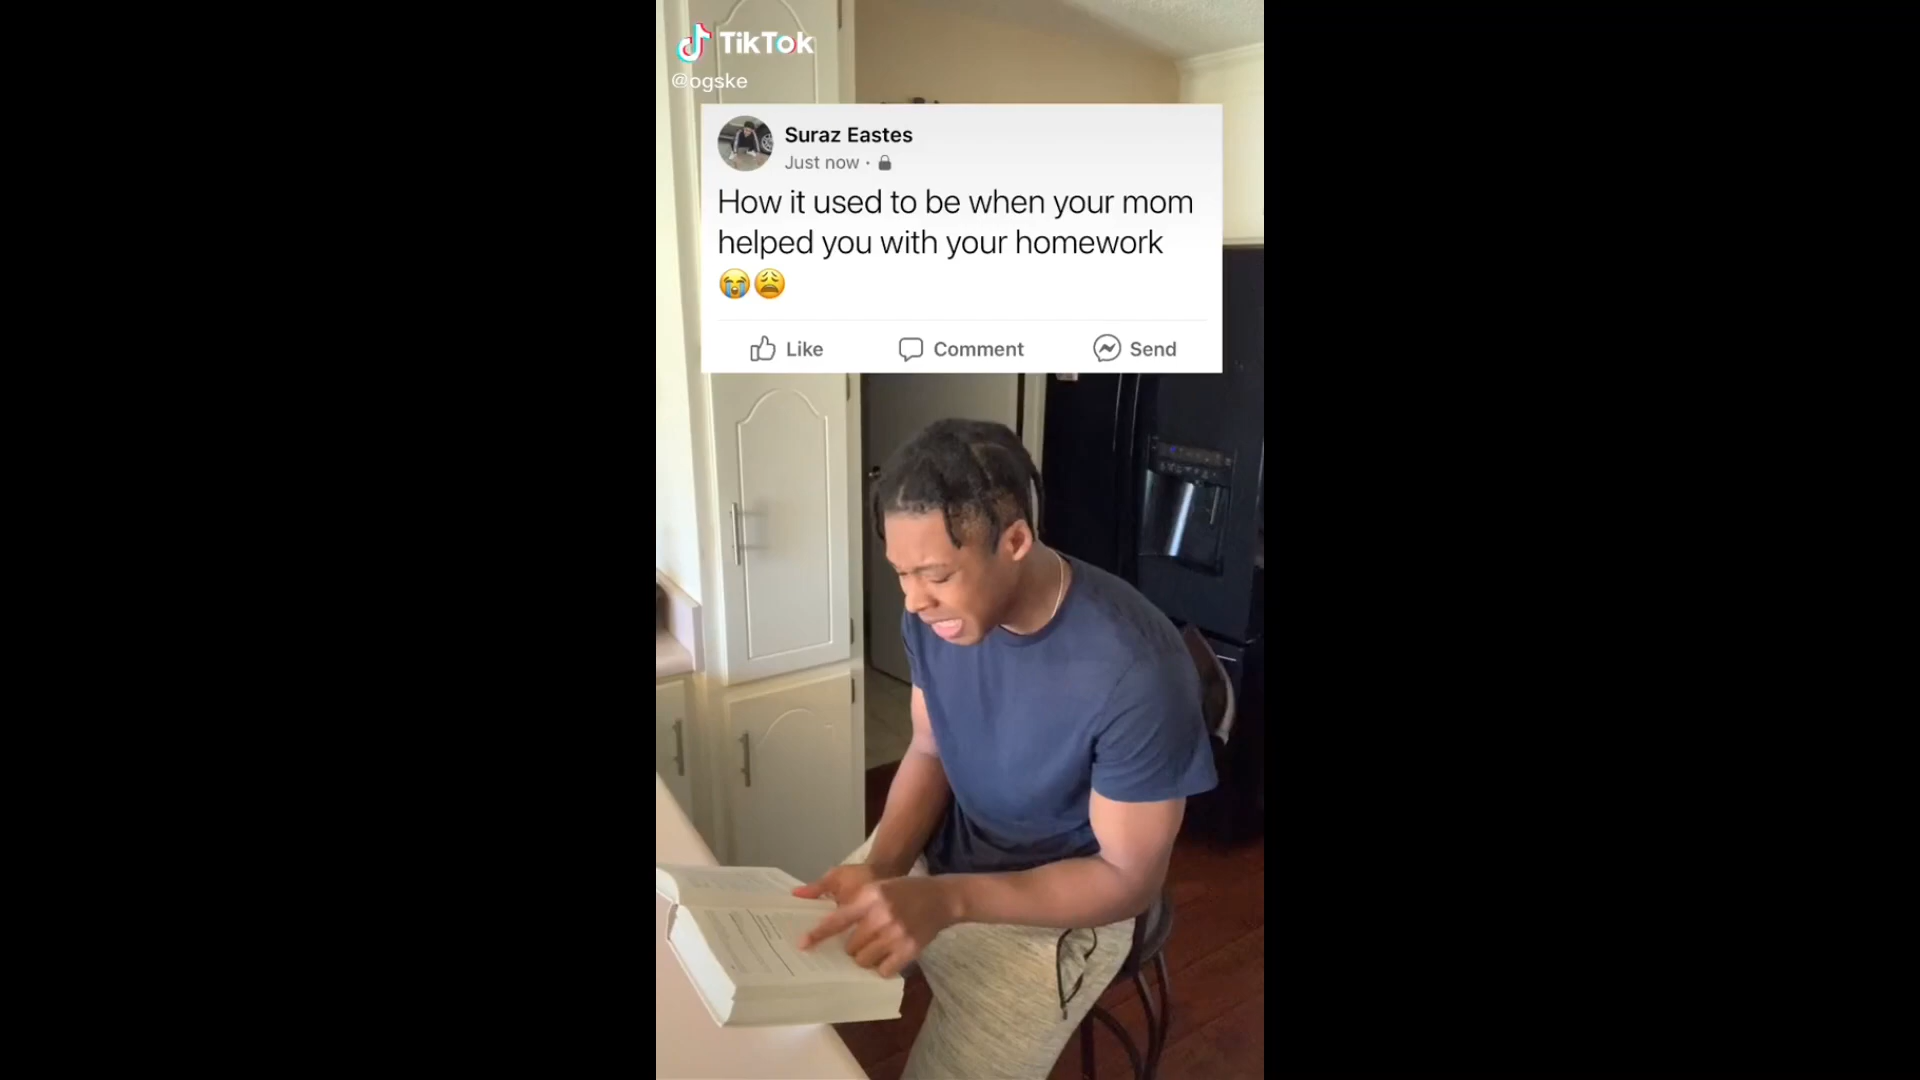 TikTok
@ogske
Suraz Eastes
Just now ·
How it used to be when your mom
helped you with your homework
😭😩
Like
Comment
Send